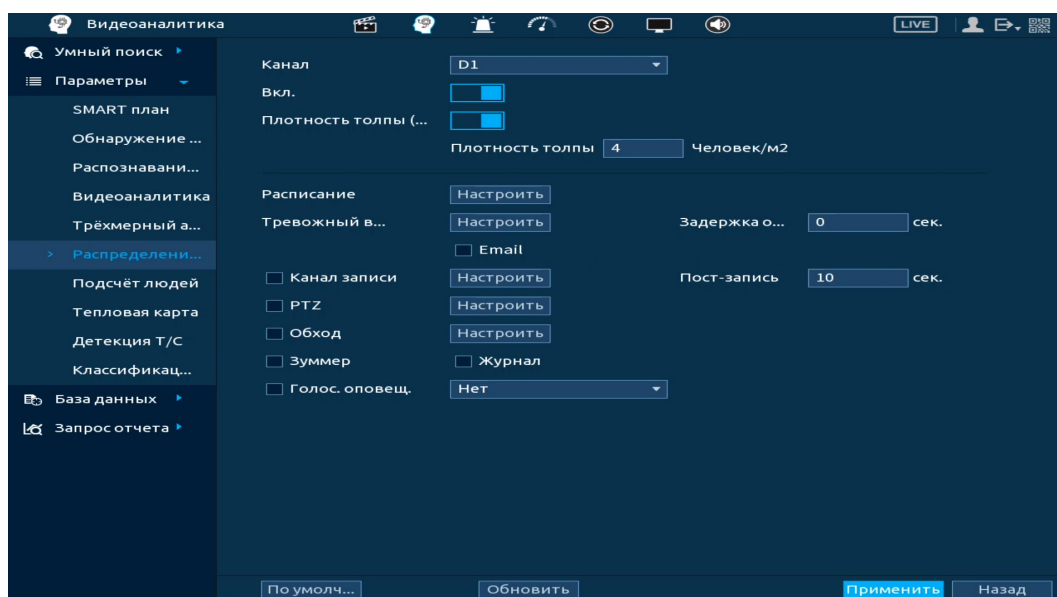 Видеоаналитика LIVE
Умный поиск
Параметры
SMART план
Обнаружение ...
Распознавани...
Видеоаналитика
Трёхмерный а...
> Распределени...
Подсчёт людей
Тепловая карта
Детекция Т/С
Классификац...
База данных
Запрос отчета
Канал D1
Вкл.
Плотность толпы (...
Плотность толпы 4 Человек/м2
Расписание Настроить
Тревожный в... Настроить Задержка о... 0 сек.
Email
Канал записи Настроить Пост-запись 10 сек.
PTZ Настроить
Обход Настроить
Зуммер Журнал
Голос. оповещ. Нет
По умолч... Обновить Применить Назад